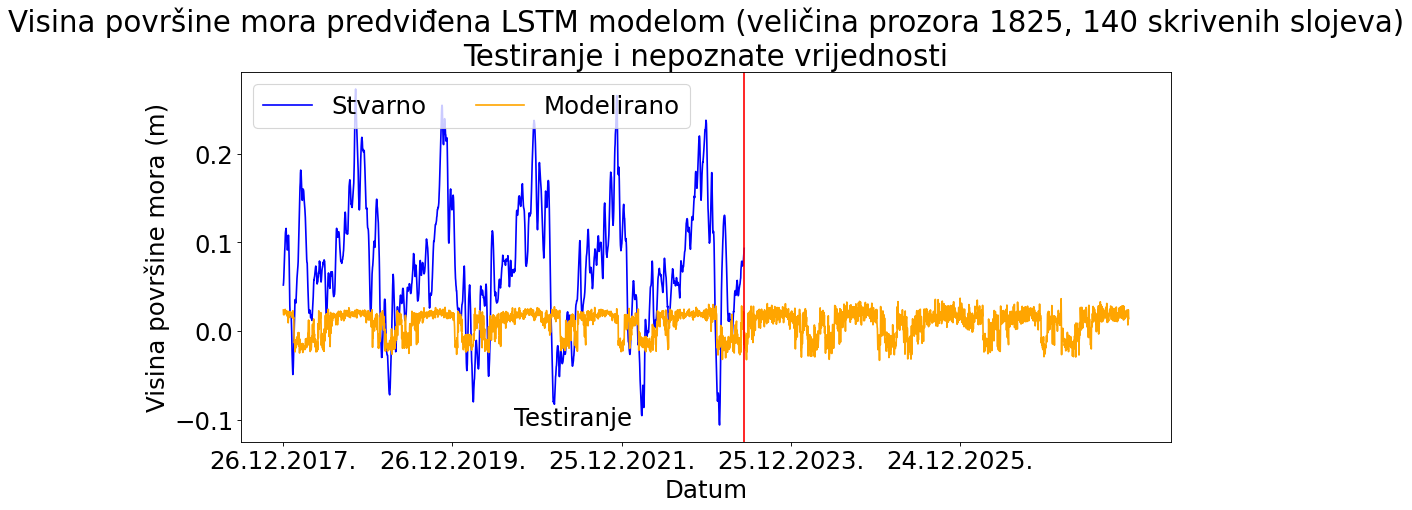 Visina površine mora predviđena LSTM modelom (veličina prozora 1825, 140 skrivenih slojeva)
Testiranje i nepoznate vrijednosti
Stvarno Modelirano
Visina površine mora (m)
0.2
0.1
0.0
−0.1
Testiranje
26.12.2017. 26.12.2019. 25.12.2021. 25.12.2023. 24.12.2025.
Datum